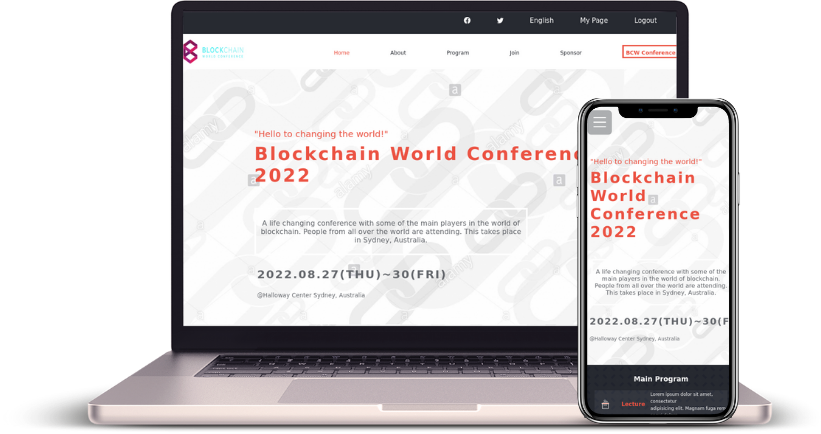 English
My Page
Logout
BLOCKCHAIN
WORLD CONFERENCE
Home
About
Program
Join
Sponsor
BCW Conference
"Hello to changing the world!"
Blockchain World Conferenc
2022
A life changing conference with some of the main players in the world of
blockchain. People from all over the world are attending. This takes place
in Sydney, Australia.
2022.08.27(THU)~30(FRI)
@Halloway Center Sydney, Australia
"Hello to changing the world!"
Blockchain
World
Conference
2022
A life changing conference with some of the
main players in the world of blockchain.
People from all over the world are attending.
This takes place in Sydney, Australia.
2022.08.27(THU)~30(F
@Halloway Center Sydney, Australia
Main Program
Lecture
Lorem ipsum dolor sit amet,
consectetur
adipisicing elit. Magnam fuga rem